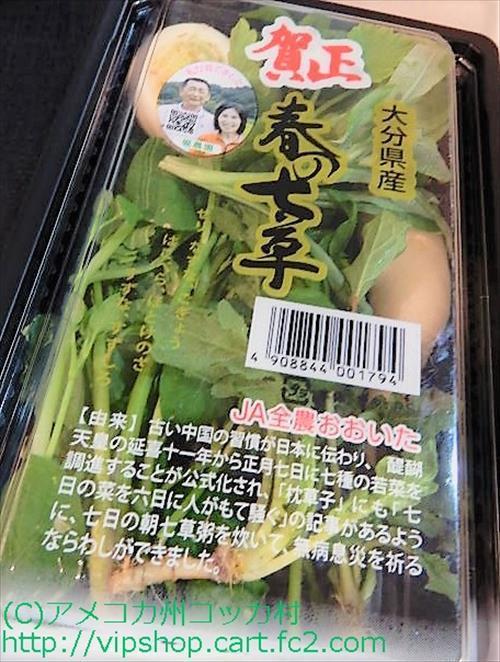 賀正
大分県産
春の七草
4 908844 001794
JA全農おおいた
【由来】古い中国の習慣が日本に伝わり、醍醐
天皇の延喜十一年から正月七日に七種の若菜を
調進することが公式化され、「枕草子」にも「七
日の菜を六日に人がもて騒ぐ」の記事があるよう
に、七日の朝七草粥を炊いて、無病息災を祈る
ならわしができました。
(C)アメコカ州コッカ村
http://vipshop.cart.fc2.com